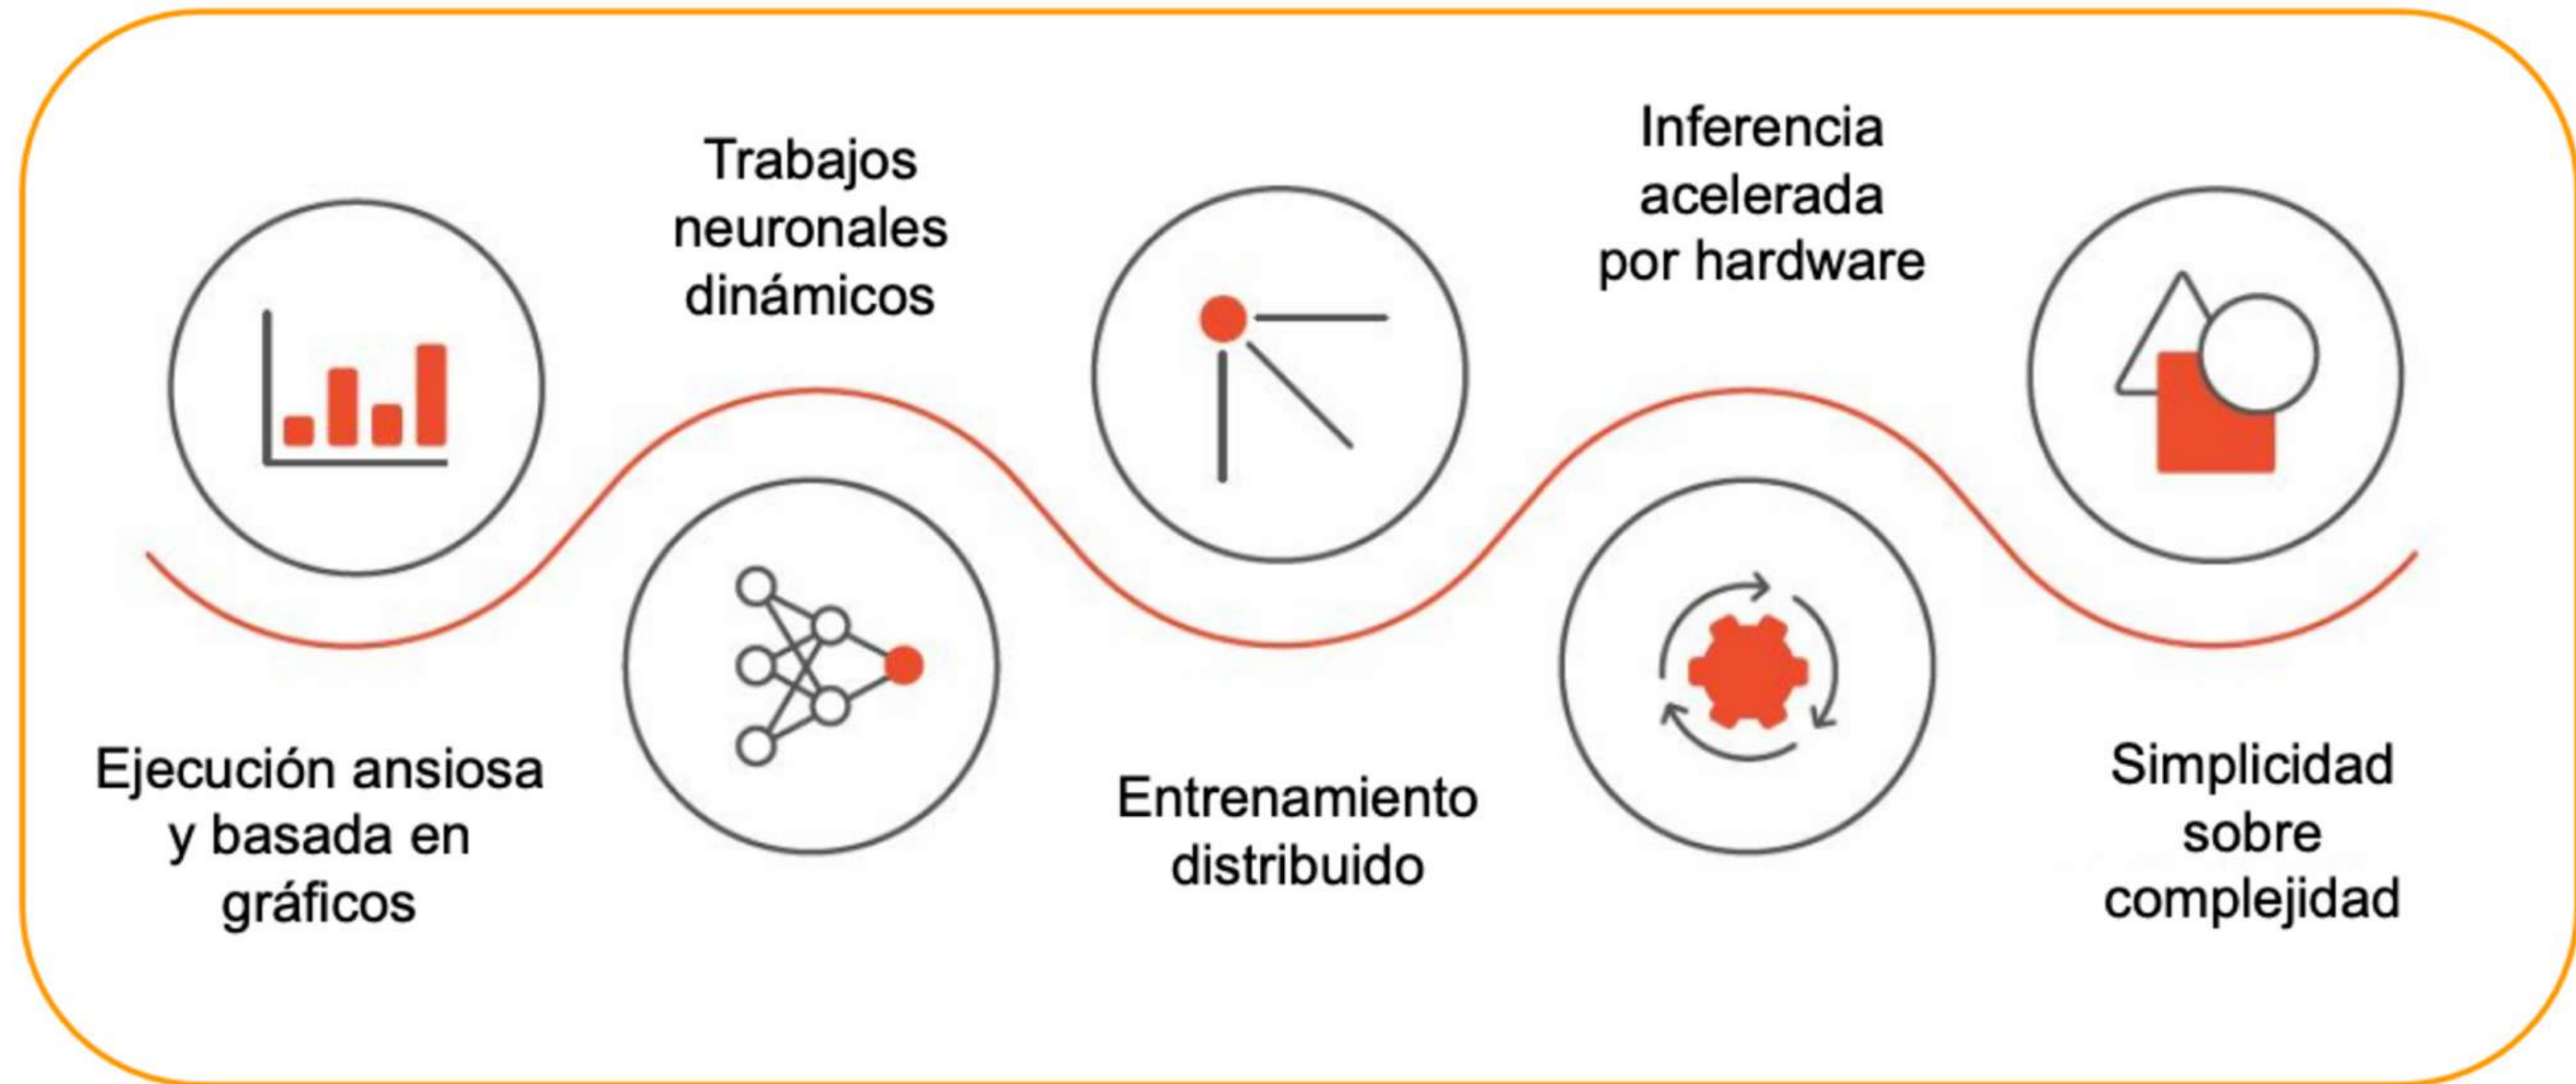 Ejecución ansiosa
y basada en
gráficos
Trabajos
neuronales
dinámicos
Entrenamiento
distribuido
Inferencia
acelerada
por hardware
Simplicidad
sobre
complejidad